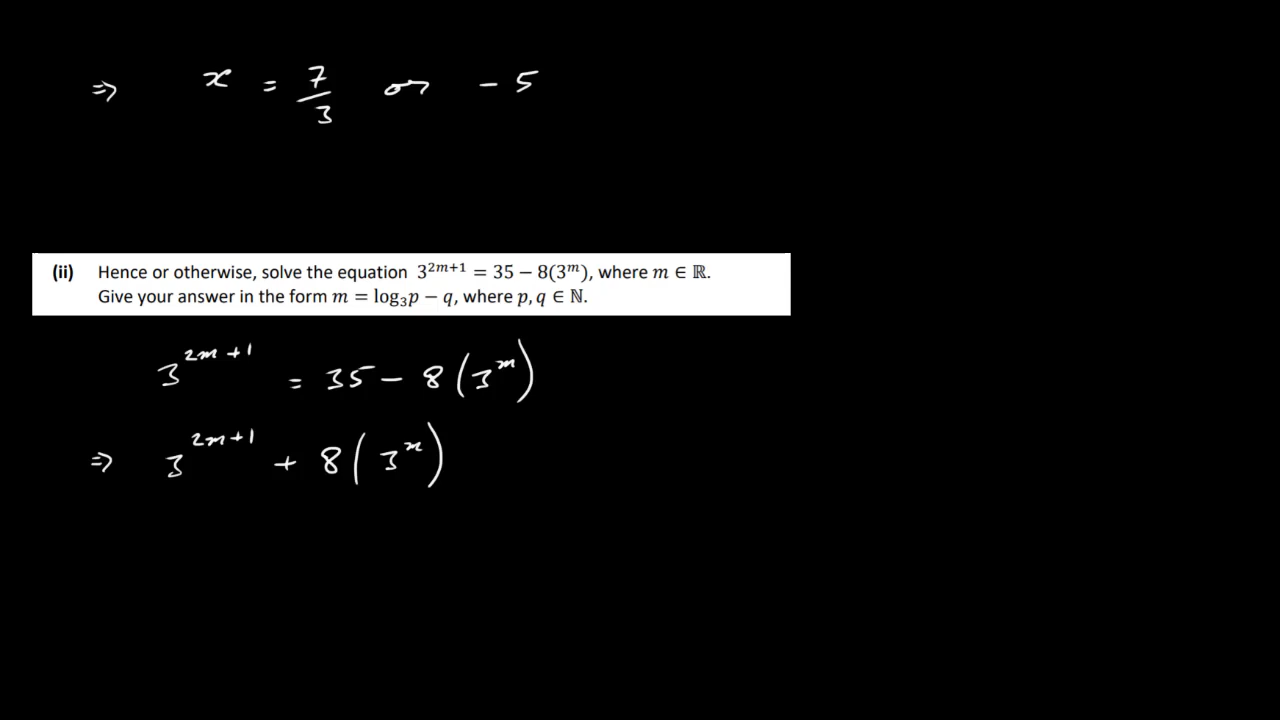 ⇒ x = 7/3 or - 5
(ii) Hence or otherwise, solve the equation 3^{2m+1} = 35 − 8(3^m), where m ∈ ℝ.
Give your answer in the form m = log₃p − q, where p, q ∈ ℕ.
3^{2m+1} = 35 - 8(3^m)
⇒ 3^{2m+1} + 8(3^m)